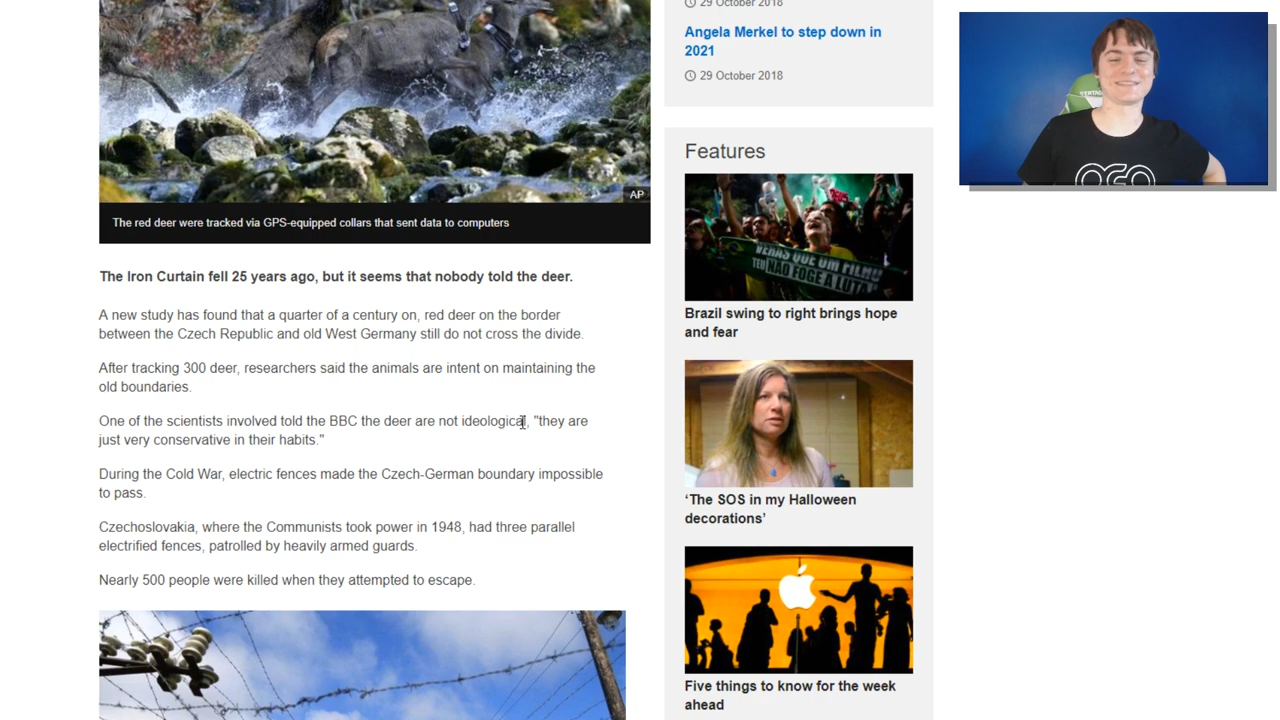 29 October 2018
Angela Merkel to step down in
2021
29 October 2018
AP
The red deer were tracked via GPS-equipped collars that sent data to computers
The Iron Curtain fell 25 years ago, but it seems that nobody told the deer.
A new study has found that a quarter of a century on, red deer on the border
between the Czech Republic and old West Germany still do not cross the divide.
After tracking 300 deer, researchers said the animals are intent on maintaining the
old boundaries.
One of the scientists involved told the BBC the deer are not ideological, "they are
just very conservative in their habits."
During the Cold War, electric fences made the Czech-German boundary impossible
to pass.
Czechoslovakia, where the Communists took power in 1948, had three parallel
electrified fences, patrolled by heavily armed guards.
Nearly 500 people were killed when they attempted to escape.
Features
VERÁS QUE UM FILHO
TEU NÃO FOGE A LUTA
Brazil swing to right brings hope
and fear
‘The SOS in my Halloween
decorations’
Five things to know for the week
ahead